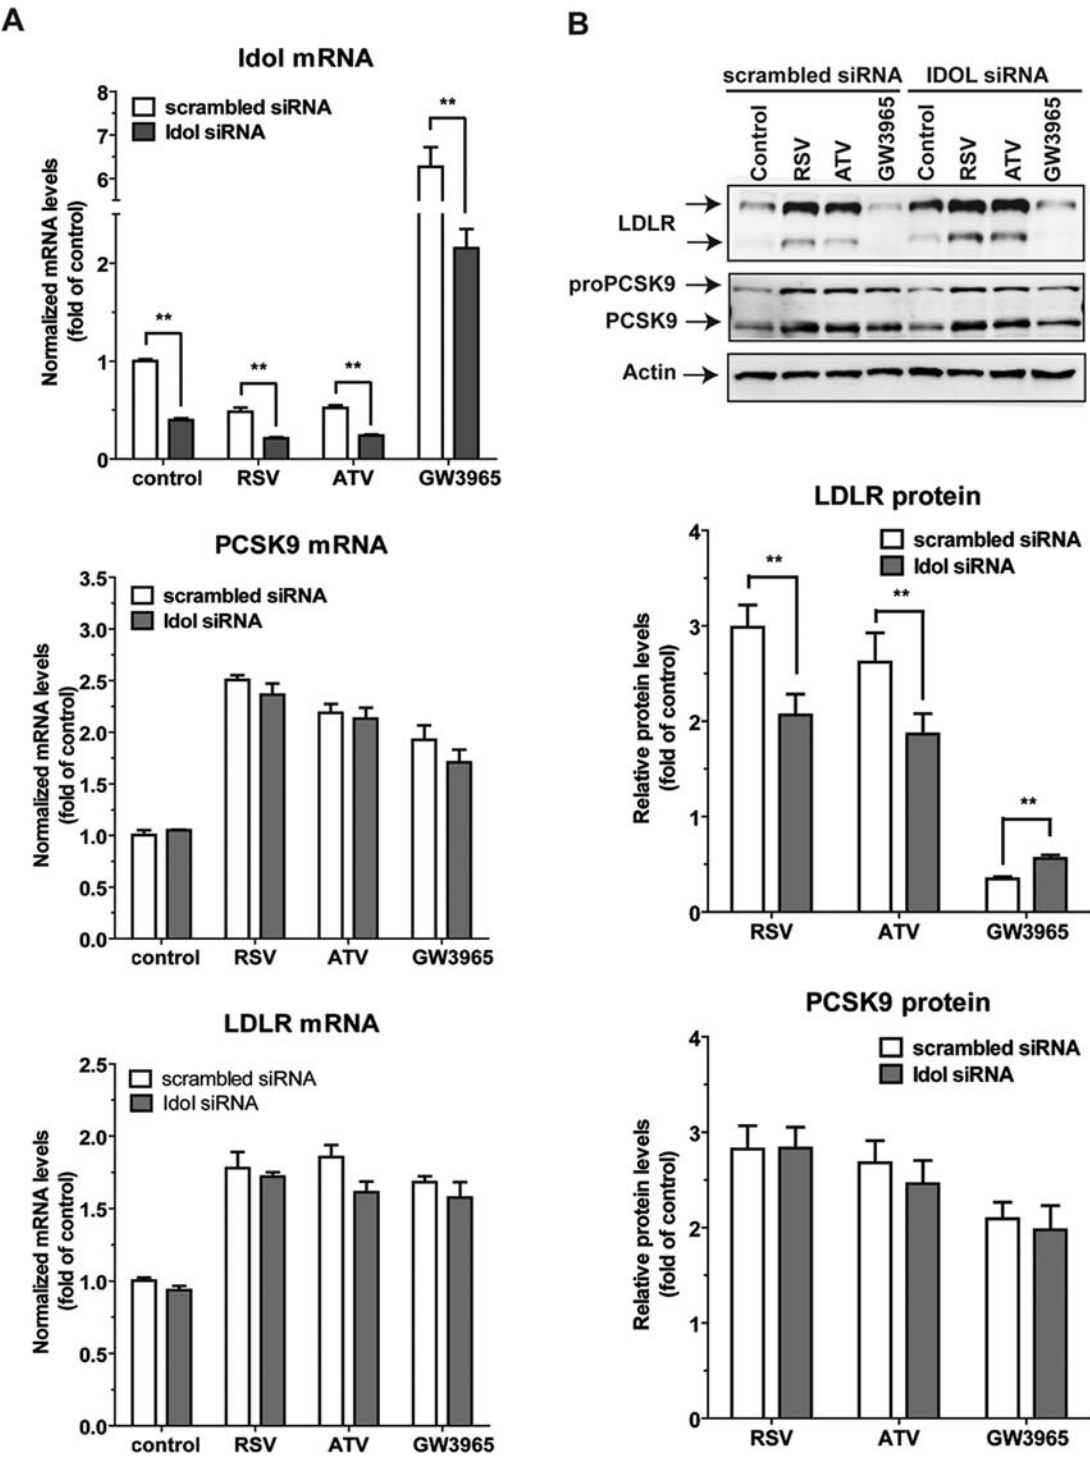 A
Idol mRNA
scrambled siRNA
Idol siRNA
Normalized mRNA levels
(fold of control)
8
7
6
2
1
0
**
**
**
**
control RSV ATV GW3965
PCSK9 mRNA
scrambled siRNA
Idol siRNA
Normalized mRNA levels
(fold of control)
3.5
3.0
2.5
2.0
1.5
1.0
0.5
0.0
control RSV ATV GW3965
LDLR mRNA
scrambled siRNA
Idol siRNA
Normalized mRNA levels
(fold of control)
2.5
2.0
1.5
1.0
0.5
0.0
control RSV ATV GW3965
B
scrambled siRNA IDOL siRNA
Control RSV ATV GW3965 Control RSV ATV GW3965
LDLR
proPCSK9
PCSK9
Actin
LDLR protein
scrambled siRNA
Idol siRNA
Relative protein levels
(fold of control)
4
3
2
1
0
**
**
**
RSV ATV GW3965
PCSK9 protein
scrambled siRNA
Idol siRNA
Relative protein levels
(fold of control)
4
3
2
1
0
RSV ATV GW3965